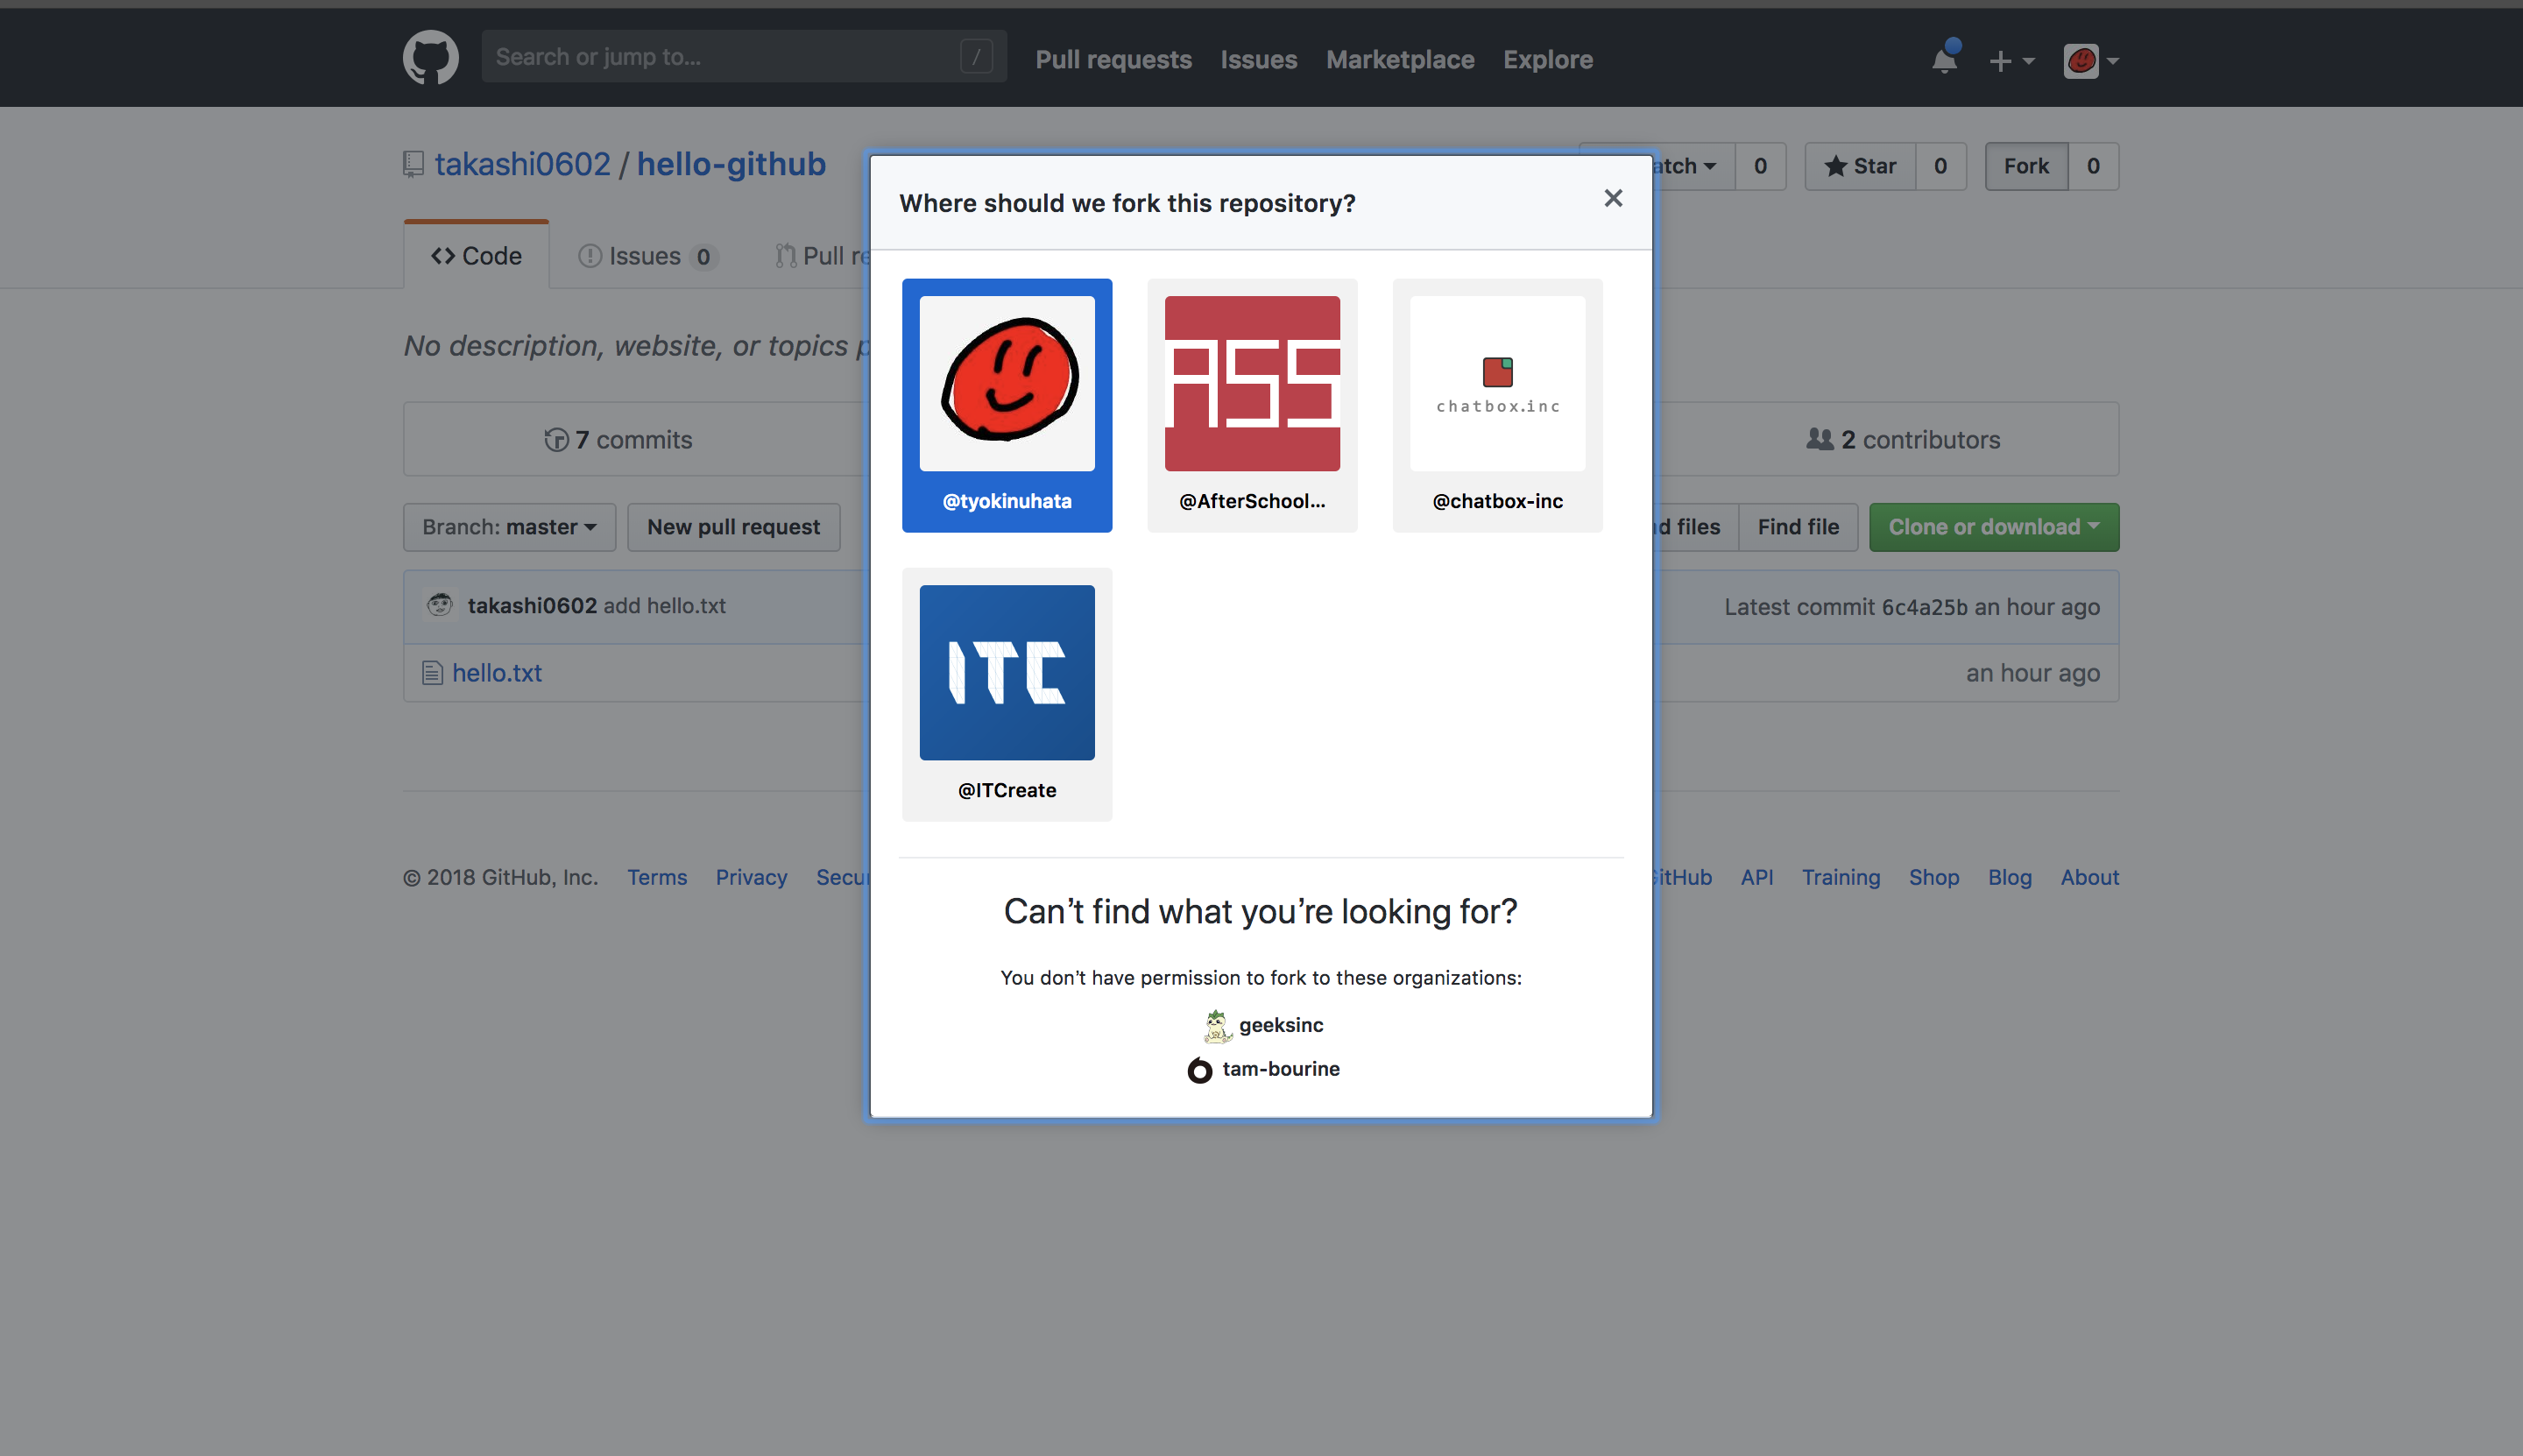 Search or jump to... /
Pull requests Issues Marketplace Explore
takashi0602 / hello-github
atch 0 Star 0 Fork 0
Where should we fork this repository?
Code Issues 0 Pull re
No description, website, or topics p
ASS
chatbox.inc
@tyokinuhata @AfterSchool... @chatbox-inc
7 commits 2 contributors
Branch: master New pull request d files Find file Clone or download
takashi0602 add hello.txt Latest commit 6c4a25b an hour ago
hello.txt an hour ago
ITC
@ITCreate
© 2018 GitHub, Inc. Terms Privacy Secu itHub API Training Shop Blog About
Can’t find what you’re looking for?
You don’t have permission to fork to these organizations:
geeksinc
tam-bourine